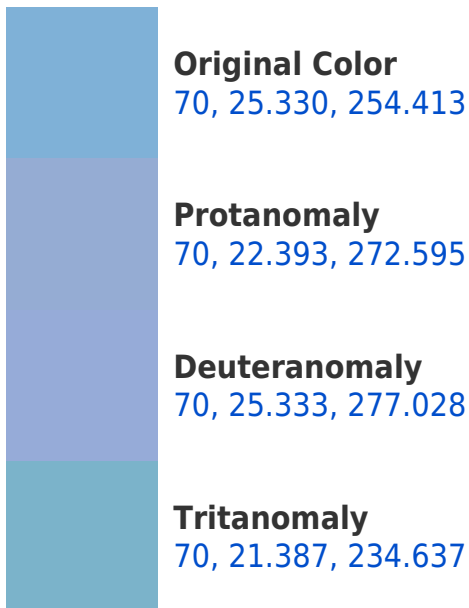 Original Color
70, 25.330, 254.413
Protanomaly
70, 22.393, 272.595
Deuteranomaly
70, 25.333, 277.028
Tritanomaly
70, 21.387, 234.637